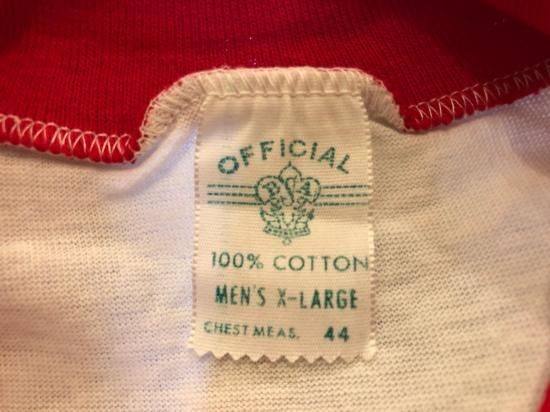 OFFICIAL
BSA
100% COTTON
MEN'S X-LARGE
CHEST MEAS. 44